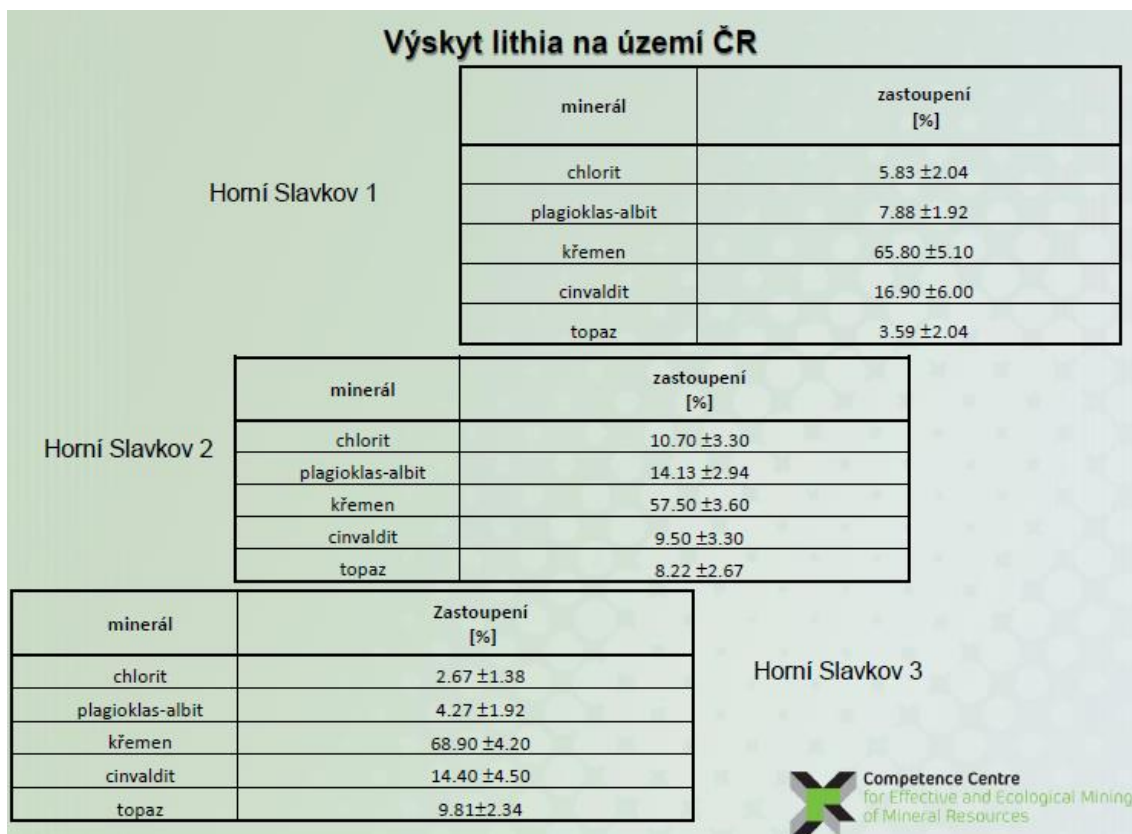 Výskyt lithia na území ČR
Horní Slavkov 1
minerál zastoupení
[%]
chlorit 5.83 ±2.04
plagioklas-albit 7.88 ±1.92
křemen 65.80 ±5.10
cinvaldit 16.90 ±6.00
topaz 3.59 ±2.04
Horní Slavkov 2
minerál zastoupení
[%]
chlorit 10.70 ±3.30
plagioklas-albit 14.13 ±2.94
křemen 57.50 ±3.60
cinvaldit 9.50 ±3.30
topaz 8.22 ±2.67
Horní Slavkov 3
minerál Zastoupení
[%]
chlorit 2.67 ±1.38
plagioklas-albit 4.27 ±1.92
křemen 68.90 ±4.20
cinvaldit 14.40 ±4.50
topaz 9.81±2.34
Competence Centre
for Effective and Ecological Mining
of Mineral Resources